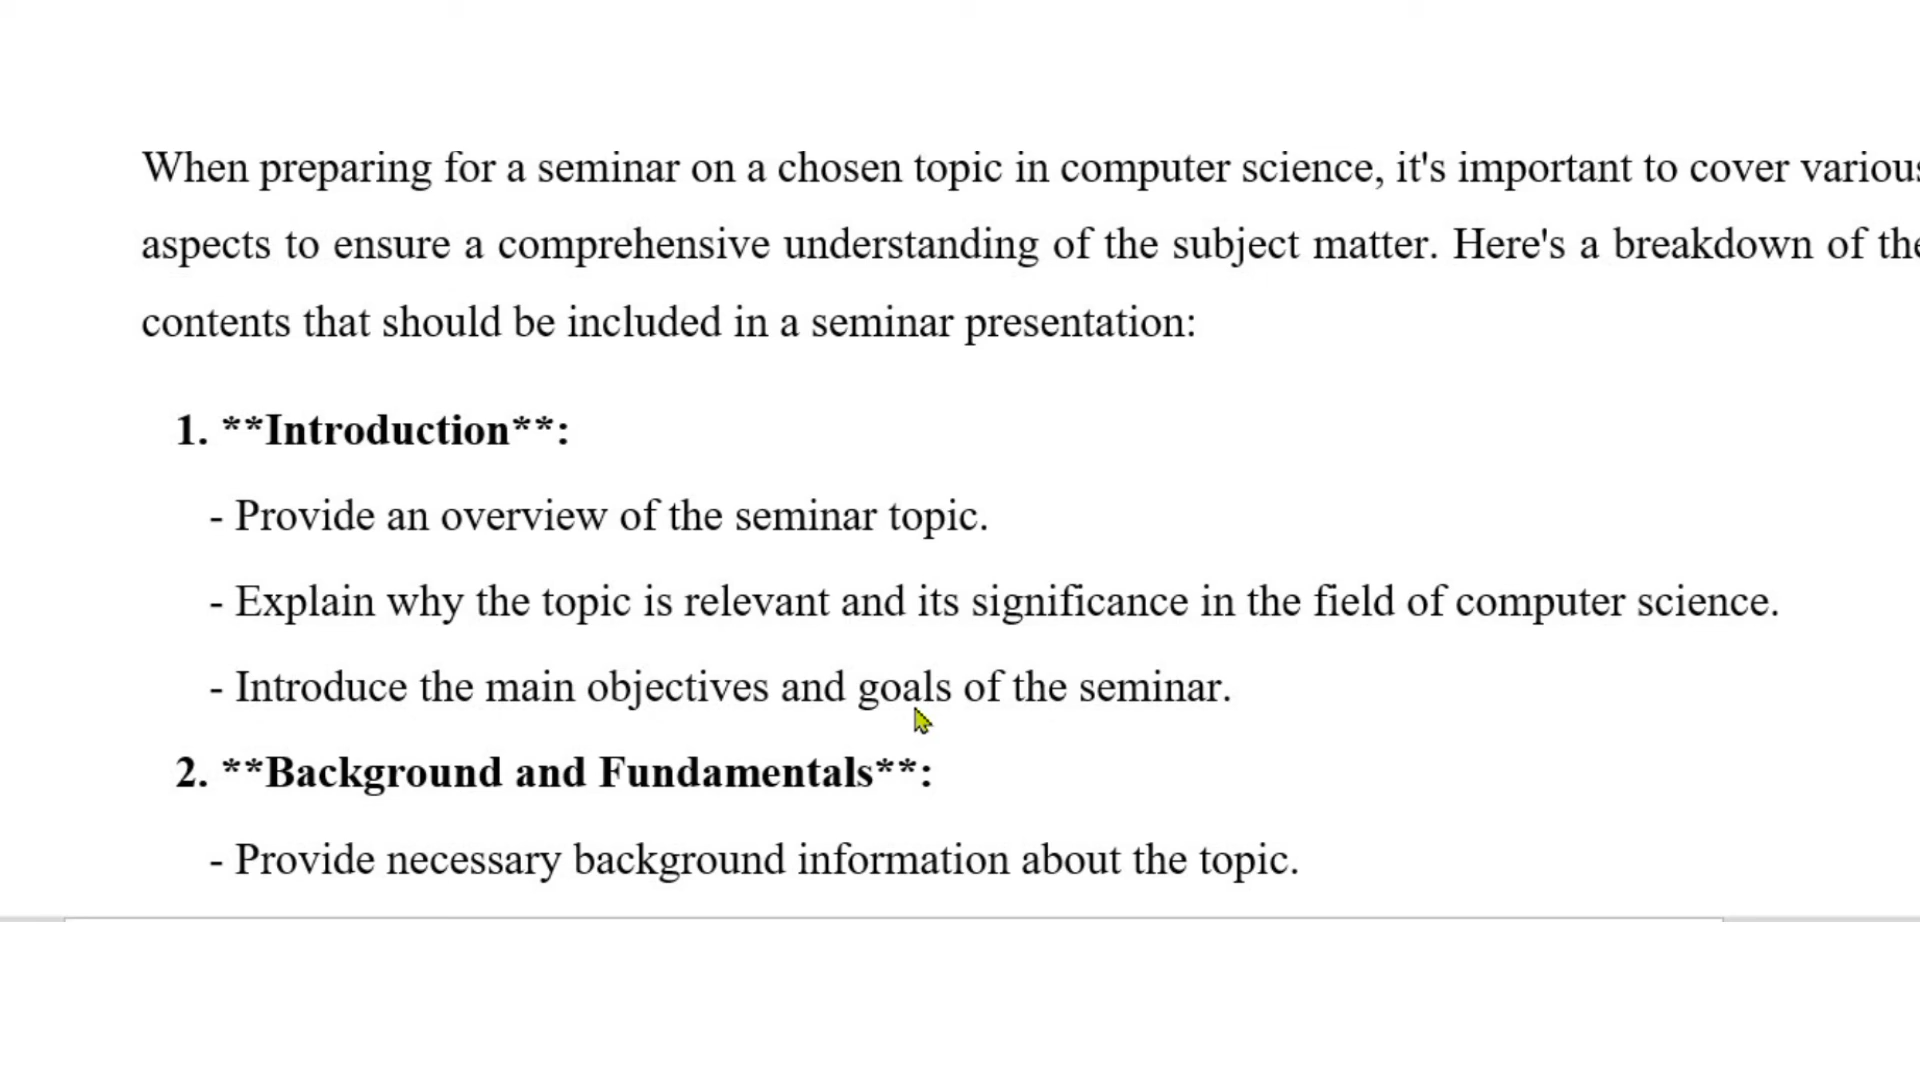 When preparing for a seminar on a chosen topic in computer science, it's important to cover various
aspects to ensure a comprehensive understanding of the subject matter. Here's a breakdown of the
contents that should be included in a seminar presentation:
1. **Introduction**:
- Provide an overview of the seminar topic.
- Explain why the topic is relevant and its significance in the field of computer science.
- Introduce the main objectives and goals of the seminar.
2. **Background and Fundamentals**:
- Provide necessary background information about the topic.